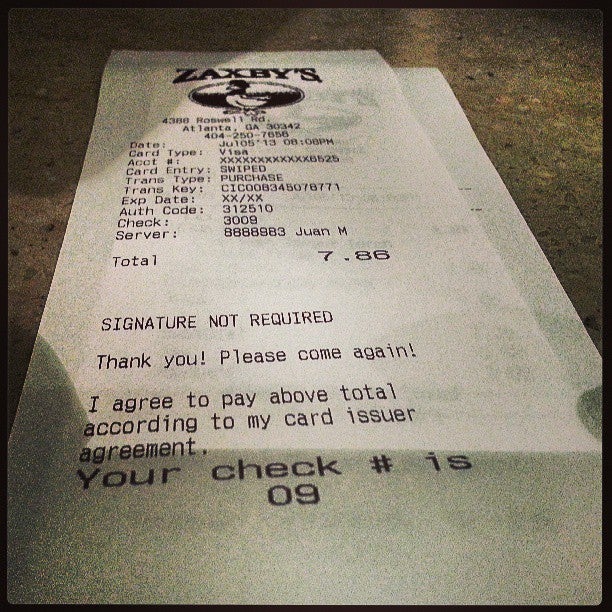 ZAXBY'S
4388 Roswell Rd.
Atlanta, GA 30342
404-250-7656
Date: Jul05'13 08:08PM
Card Type: Visa
Acct #: XXXXXXXXXXXX6525
Card Entry: SWIPED
Trans Type: PURCHASE
Trans Key: CIC008345078771
Exp Date: XX/XX
Auth Code: 312510
Check: 3009
Server: 8888983 Juan M
Total 7.86
SIGNATURE NOT REQUIRED
Thank you! Please come again!
I agree to pay above total
according to my card issuer
agreement.
Your check # is
09